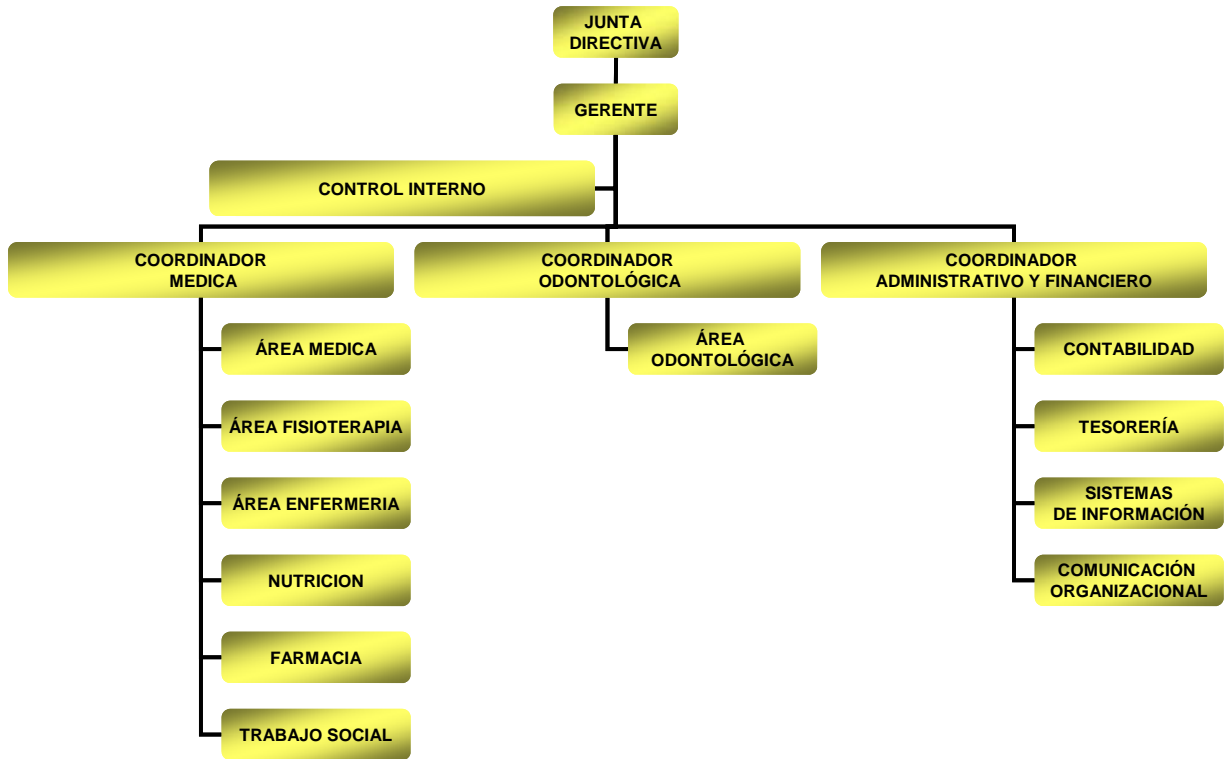 JUNTA
DIRECTIVA
GERENTE
CONTROL INTERNO
COORDINADOR
MEDICA
COORDINADOR
ODONTOLÓGICA
COORDINADOR
ADMINISTRATIVO Y FINANCIERO
ÁREA MEDICA
ÁREA FISIOTERAPIA
ÁREA ENFERMERIA
NUTRICION
FARMACIA
TRABAJO SOCIAL
ÁREA
ODONTOLÓGICA
CONTABILIDAD
TESORERÍA
SISTEMAS
DE INFORMACIÓN
COMUNICACIÓN
ORGANIZACIONAL